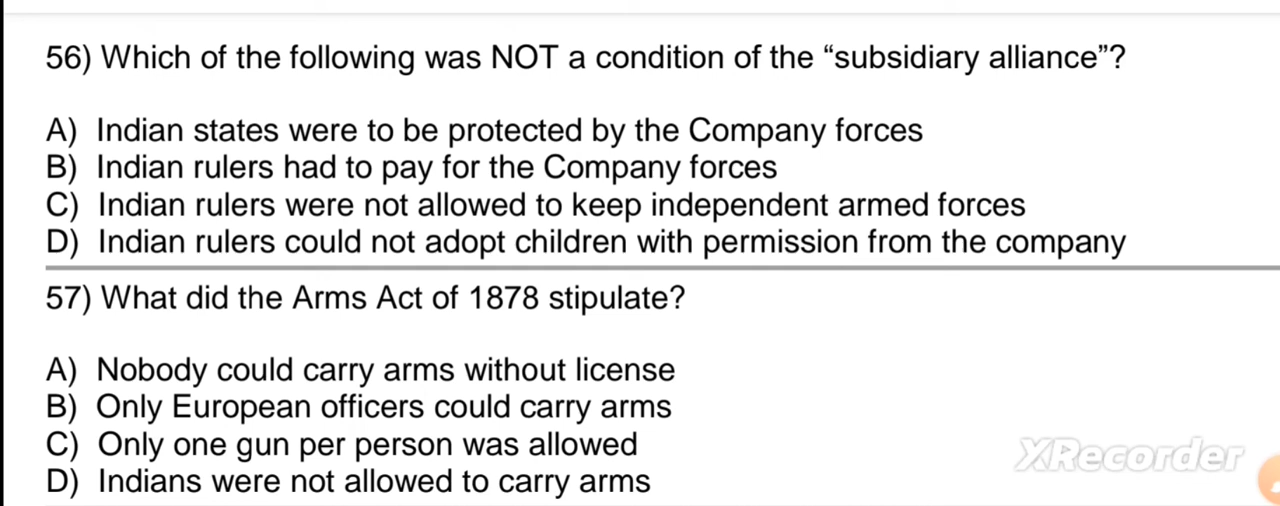 56) Which of the following was NOT a condition of the “subsidiary alliance”?
A) Indian states were to be protected by the Company forces
B) Indian rulers had to pay for the Company forces
C) Indian rulers were not allowed to keep independent armed forces
D) Indian rulers could not adopt children with permission from the company
57) What did the Arms Act of 1878 stipulate?
A) Nobody could carry arms without license
B) Only European officers could carry arms
C) Only one gun per person was allowed
XRecorder
D) Indians were not allowed to carry arms